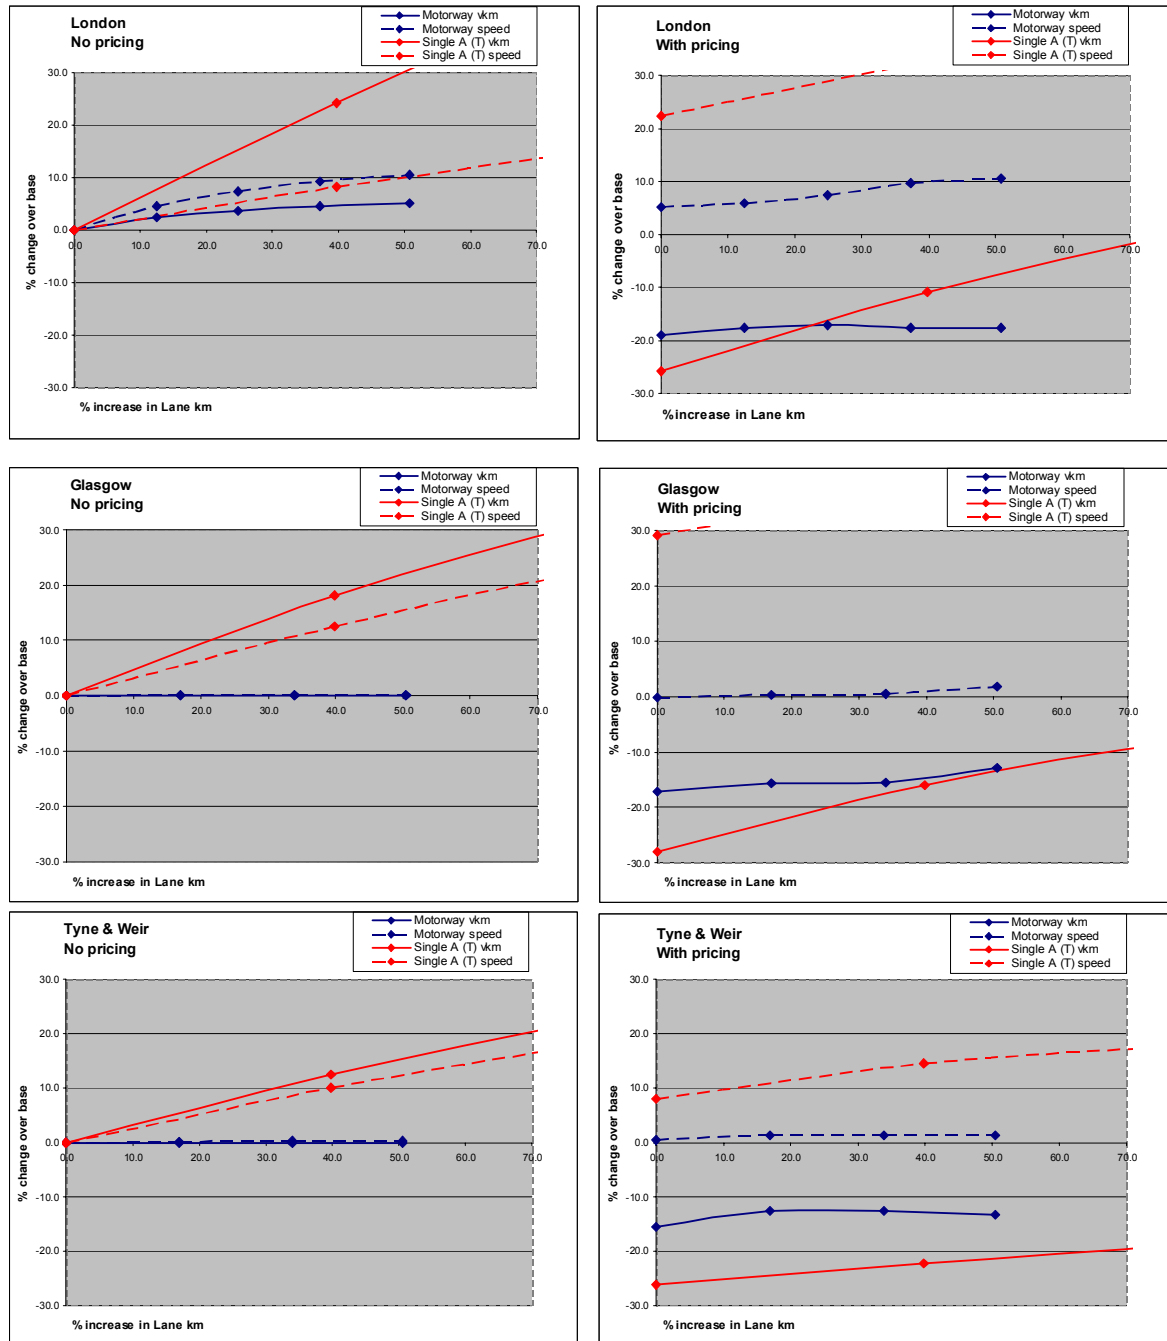 London
No pricing
Motorway vkm
Motorway speed
Single A (T) vkm
Single A (T) speed
30.0
20.0
10.0
0.0
-10.0
-20.0
-30.0
0.0 10.0 20.0 30.0 40.0 50.0 60.0 70.0
% change over base
% increase in Lane km
London
With pricing
Motorway vkm
Motorway speed
Single A (T) vkm
Single A (T) speed
30.0
20.0
10.0
0.0
-10.0
-20.0
-30.0
0.0 10.0 20.0 30.0 40.0 50.0 60.0 70.0
% change over base
% increase in Lane km
Glasgow
No pricing
Motorway vkm
Motorway speed
Single A (T) vkm
Single A (T) speed
30.0
20.0
10.0
0.0
-10.0
-20.0
-30.0
0.0 10.0 20.0 30.0 40.0 50.0 60.0 70.0
% change over base
% increase in Lane km
Glasgow
With pricing
Motorway vkm
Motorway speed
Single A (T) vkm
Single A (T) speed
30.0
20.0
10.0
0.0
-10.0
-20.0
-30.0
0.0 10.0 20.0 30.0 40.0 50.0 60.0 70.0
% change over base
% increase in Lane km
Tyne & Weir
No pricing
Motorway vkm
Motorway speed
Single A (T) vkm
Single A (T) speed
30.0
20.0
10.0
0.0
-10.0
-20.0
-30.0
0.0 10.0 20.0 30.0 40.0 50.0 60.0 70.0
% change over base
% increase in Lane km
Tyne & Weir
With pricing
Motorway vkm
Motorway speed
Single A (T) vkm
Single A (T) speed
30.0
20.0
10.0
0.0
-10.0
-20.0
-30.0
0.0 10.0 20.0 30.0 40.0 50.0 60.0 70.0
% change over base
% increase in Lane km